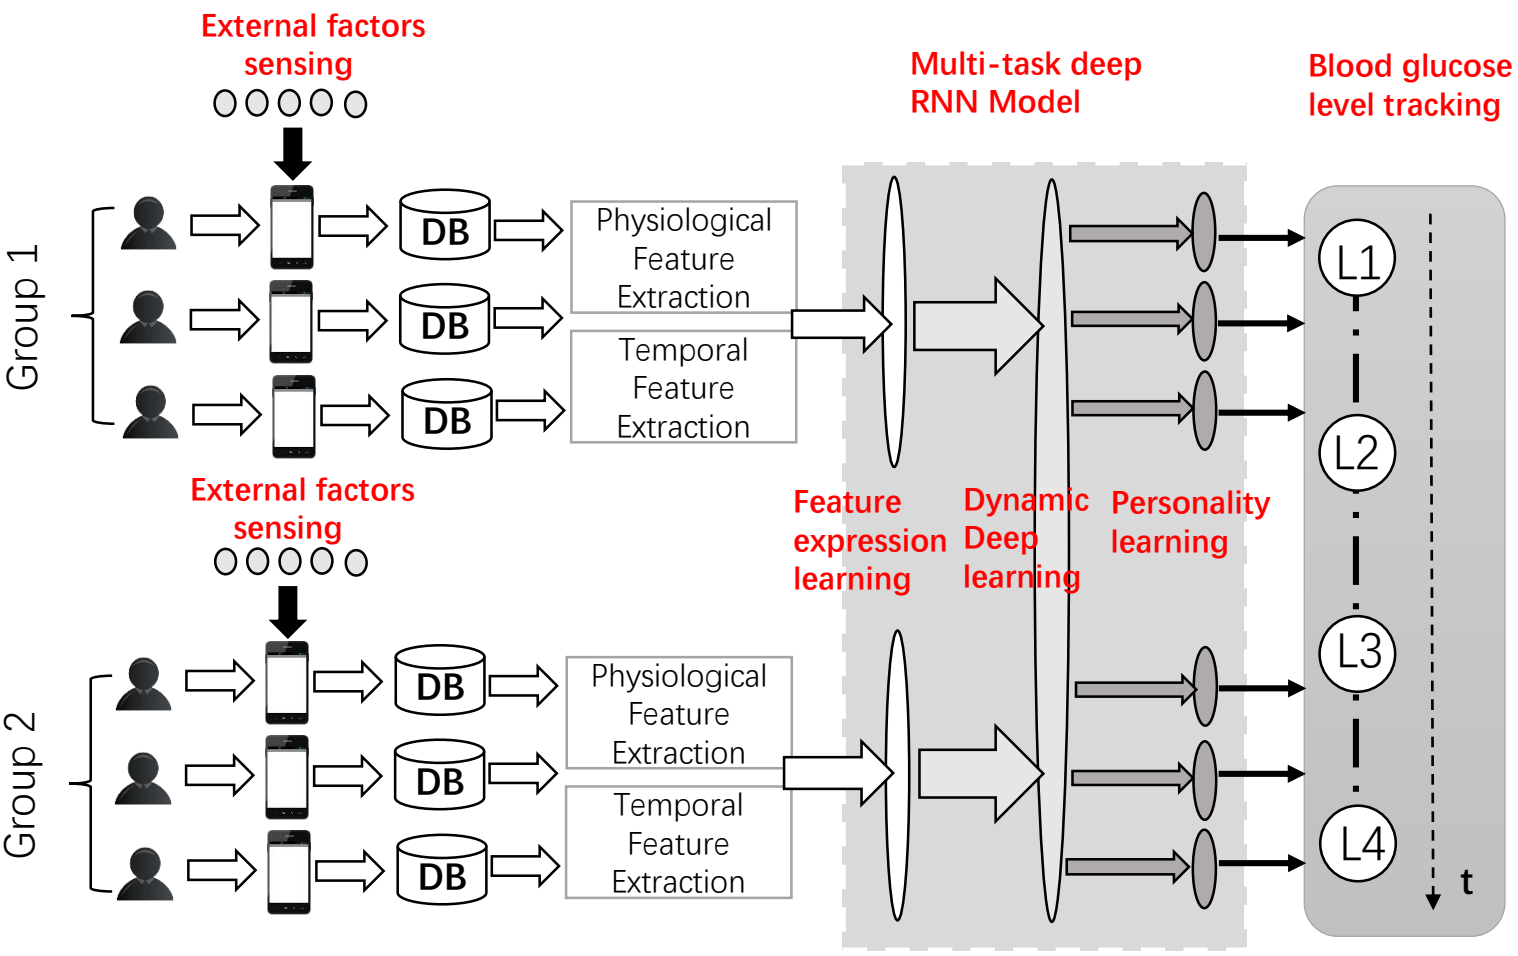 External factors
sensing
Multi-task deep
RNN Model
Blood glucose
level tracking
Group 1
DB
DB
DB
Physiological
Feature
Extraction
Temporal
Feature
Extraction
L1
L2
L3
L4
t
Feature
expression
learning
Dynamic
Deep
learning
Personality
learning
External factors
sensing
Group 2
DB
DB
DB
Physiological
Feature
Extraction
Temporal
Feature
Extraction